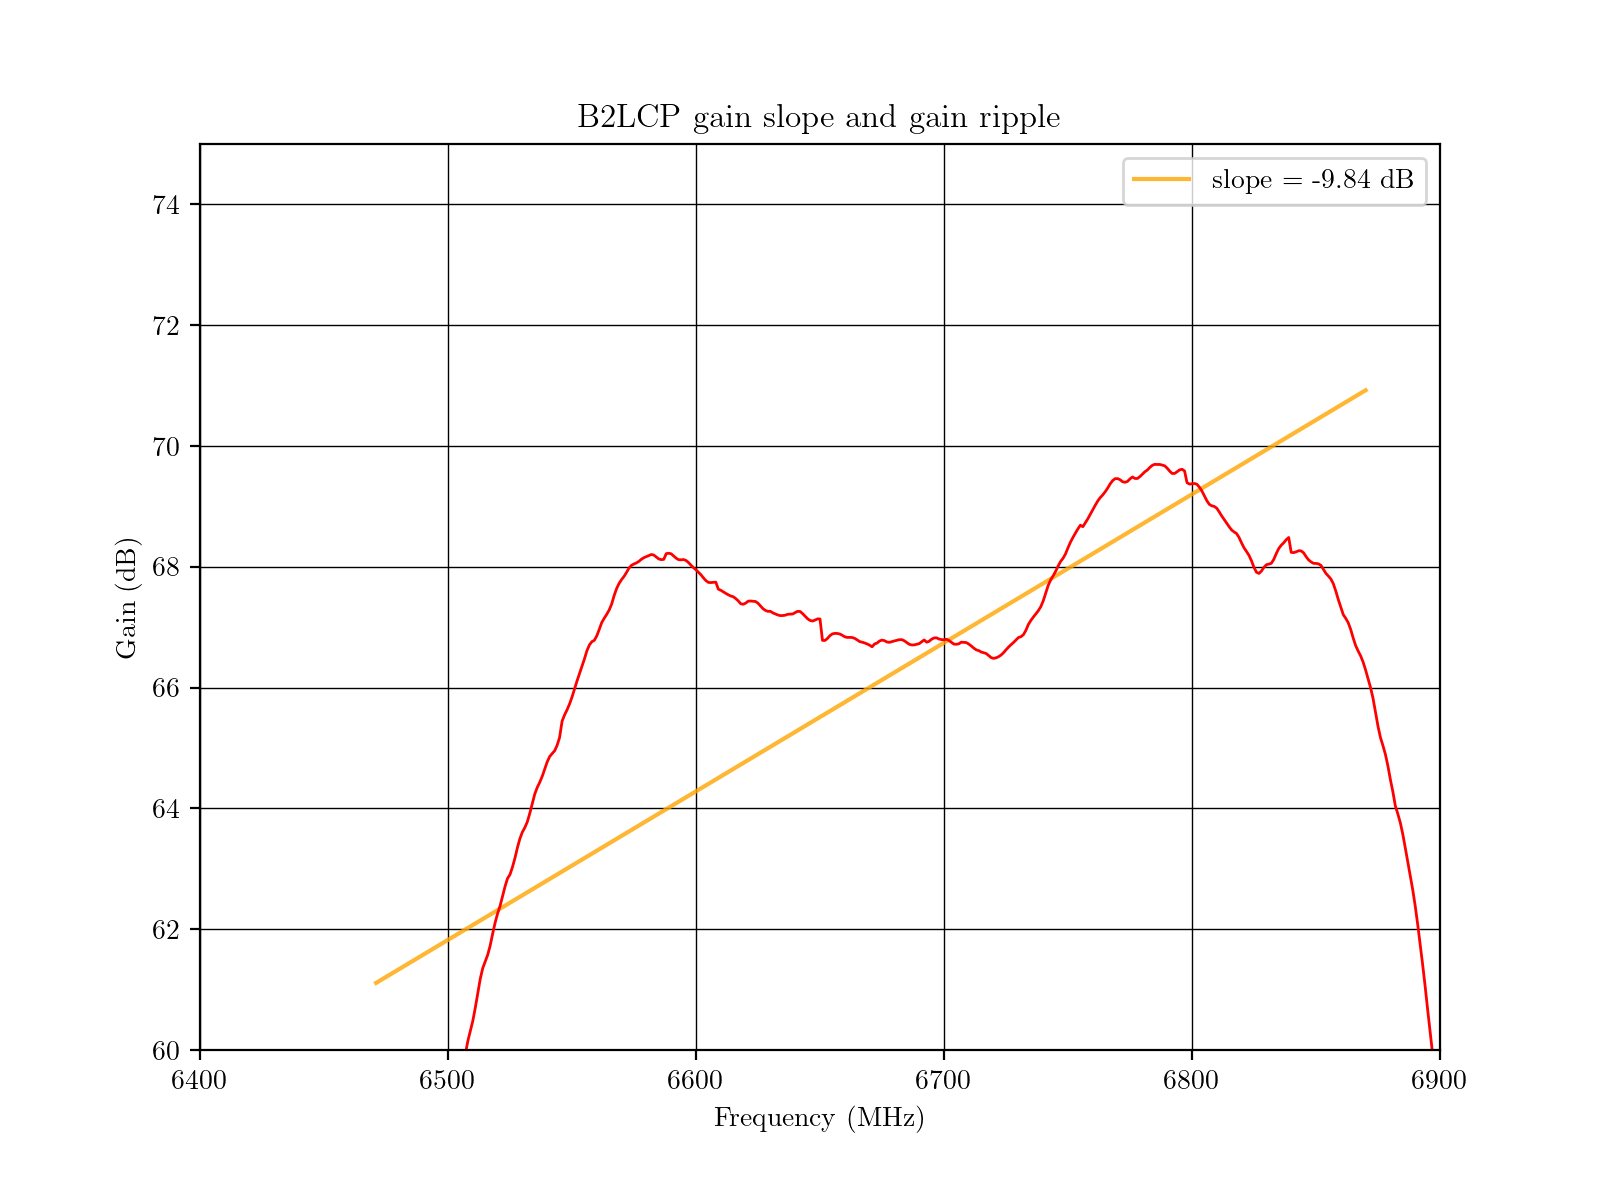 B2LCP gain slope and gain ripple
slope = -9.84 dB
74
72
70
68
66
64
62
60
Gain (dB)
6400 6500 6600 6700 6800 6900
Frequency (MHz)